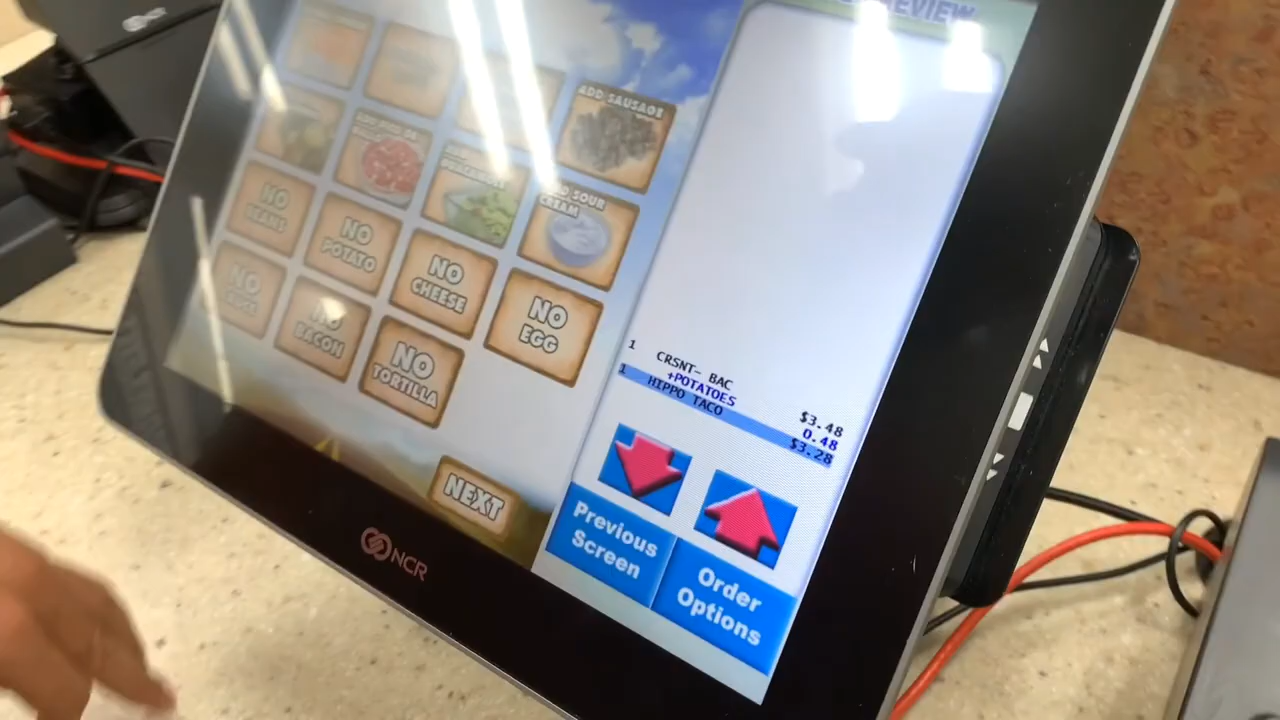 REVIEW
ADD SAUSAGE
SOUR
CREAM
NO
BEANS
NO
POTATO
NO
CHEESE
NO
EGG
NO
BACON
NO
TORTILLA
NEXT
1 CRSNT- BAC $3.48
+POTATOES 0.48
1 HIPPO TACO $3.28
Previous
Screen
Order
Options
NCR